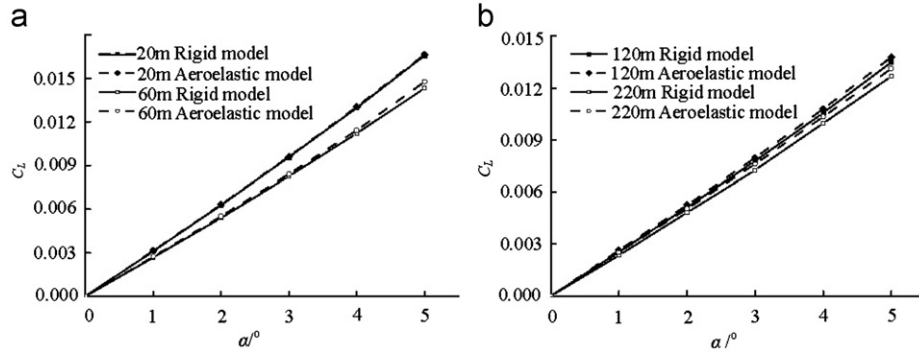 a
20m Rigid model
20m Aeroelastic model
60m Rigid model
60m Aeroelastic model
0.015
0.012
0.009
0.006
0.003
0.000
C_L
0 1 2 3 4 5
α/°
b
120m Rigid model
120m Aeroelastic model
220m Rigid model
220m Aeroelastic model
0.015
0.012
0.009
0.006
0.003
0.000
C_L
0 1 2 3 4 5
α/°